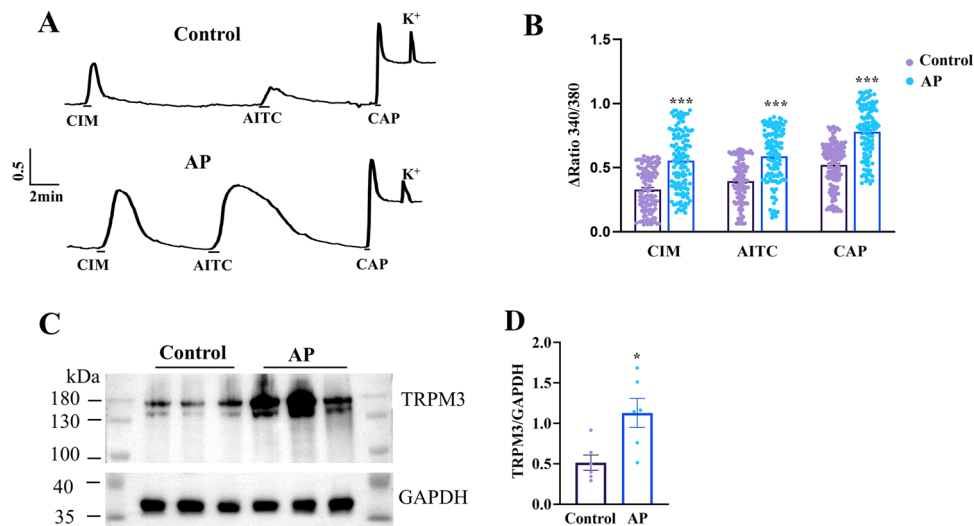 A
Control
K+
CIM
AITC
CAP
AP
0.5
2min
K+
CIM
AITC
CAP
B
ΔRatio 340/380
1.5
1.0
0.5
0.0
***
***
***
CIM
AITC
CAP
Control
AP
C
Control
AP
kDa
180
130
100
TRPM3
40
35
GAPDH
D
TRPM3/GAPDH
2.0
1.5
1.0
0.5
0.0
*
Control
AP